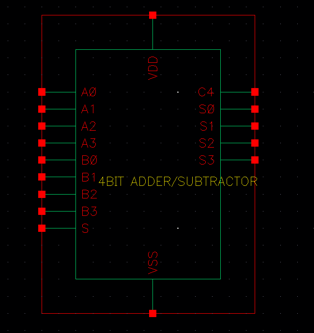 VDD
A0
A1
A2
A3
B0
B1
B2
B3
S
C4
S0
S1
S2
S3
4BIT ADDER/SUBTRACTOR
VSS